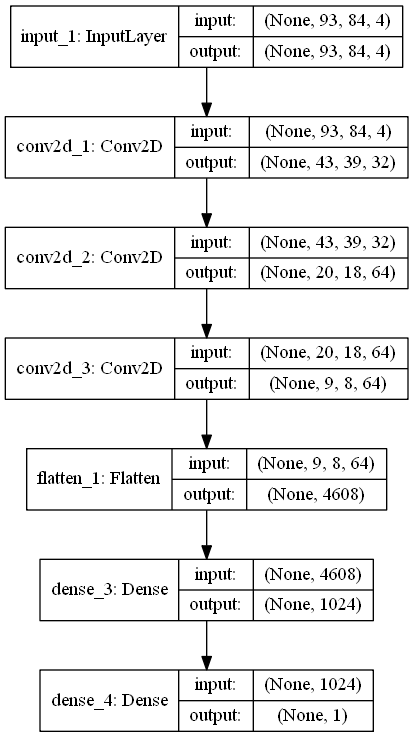 input_1: InputLayer
input: (None, 93, 84, 4)
output: (None, 93, 84, 4)
conv2d_1: Conv2D
input: (None, 93, 84, 4)
output: (None, 43, 39, 32)
conv2d_2: Conv2D
input: (None, 43, 39, 32)
output: (None, 20, 18, 64)
conv2d_3: Conv2D
input: (None, 20, 18, 64)
output: (None, 9, 8, 64)
flatten_1: Flatten
input: (None, 9, 8, 64)
output: (None, 4608)
dense_3: Dense
input: (None, 4608)
output: (None, 1024)
dense_4: Dense
input: (None, 1024)
output: (None, 1)